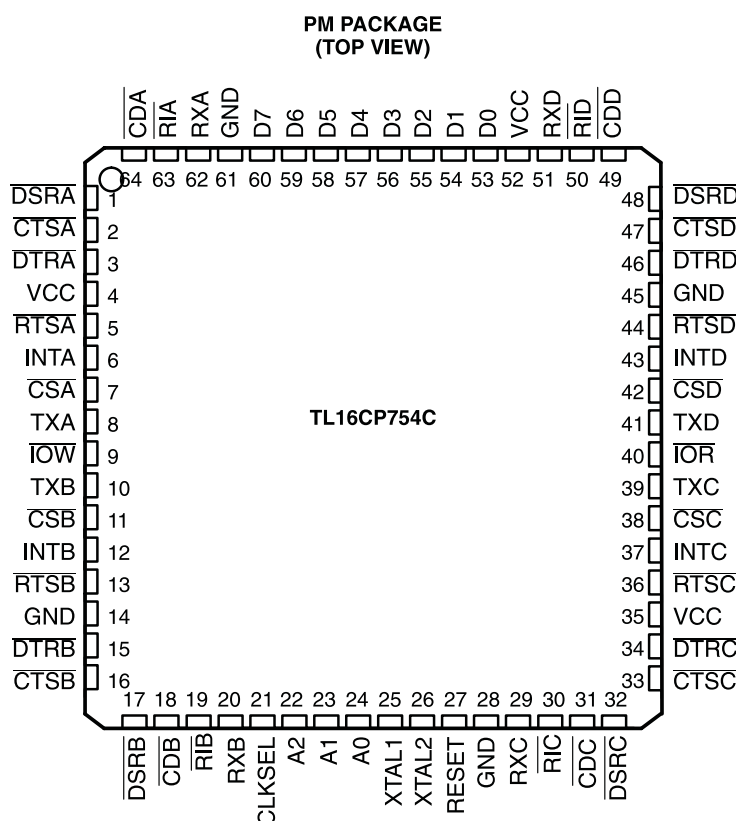 PM PACKAGE
(TOP VIEW)
CDA RIA RXA GND D7 D6 D5 D4 D3 D2 D1 D0 VCC RXD RID CDD
64 63 62 61 60 59 58 57 56 55 54 53 52 51 50 49
DSRA 1 48 DSRD
CTSA 2 47 CTSD
DTRA 3 46 DTRD
VCC 4 45 GND
RTSA 5 44 RTSD
INTA 6 43 INTD
CSA 7 42 CSD
TXA 8 TL16CP754C 41 TXD
IOW 9 40 IOR
TXB 10 39 TXC
CSB 11 38 CSC
INTB 12 37 INTC
RTSB 13 36 RTSC
GND 14 35 VCC
DTRB 15 34 DTRC
CTSB 16 33 CTSC
17 18 19 20 21 22 23 24 25 26 27 28 29 30 31 32
DSRB CDB RIB RXB CLKSEL A2 A1 A0 XTAL1 XTAL2 RESET GND RXC RIC CDC DSRC